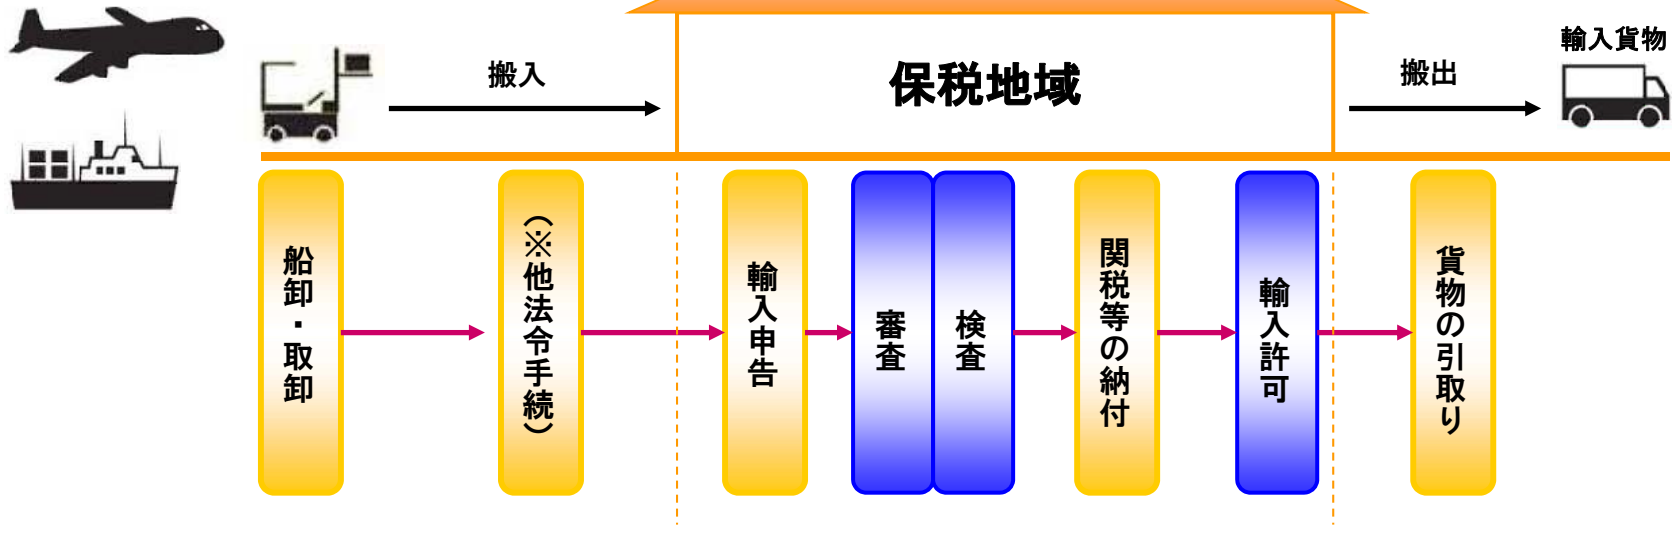 搬入
保税地域
搬出
輸入貨物
船卸・取卸
（※他法令手続）
輸入申告
審査
検査
関税等の納付
輸入許可
貨物の引取り